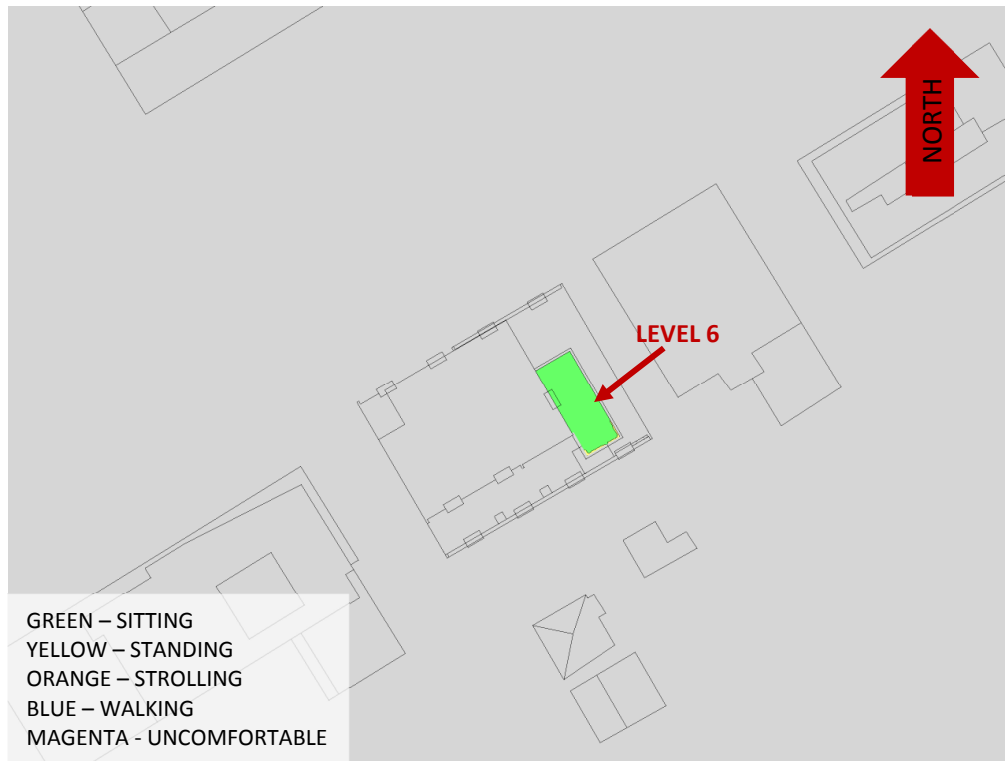 NORTH
LEVEL 6
GREEN – SITTING
YELLOW – STANDING
ORANGE – STROLLING
BLUE – WALKING
MAGENTA - UNCOMFORTABLE